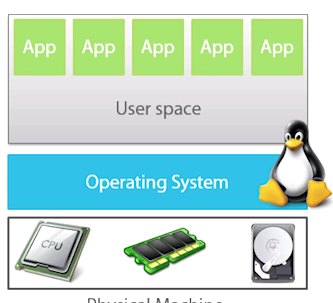 App App App App App
User space
Operating System
CPU
Physical Machine